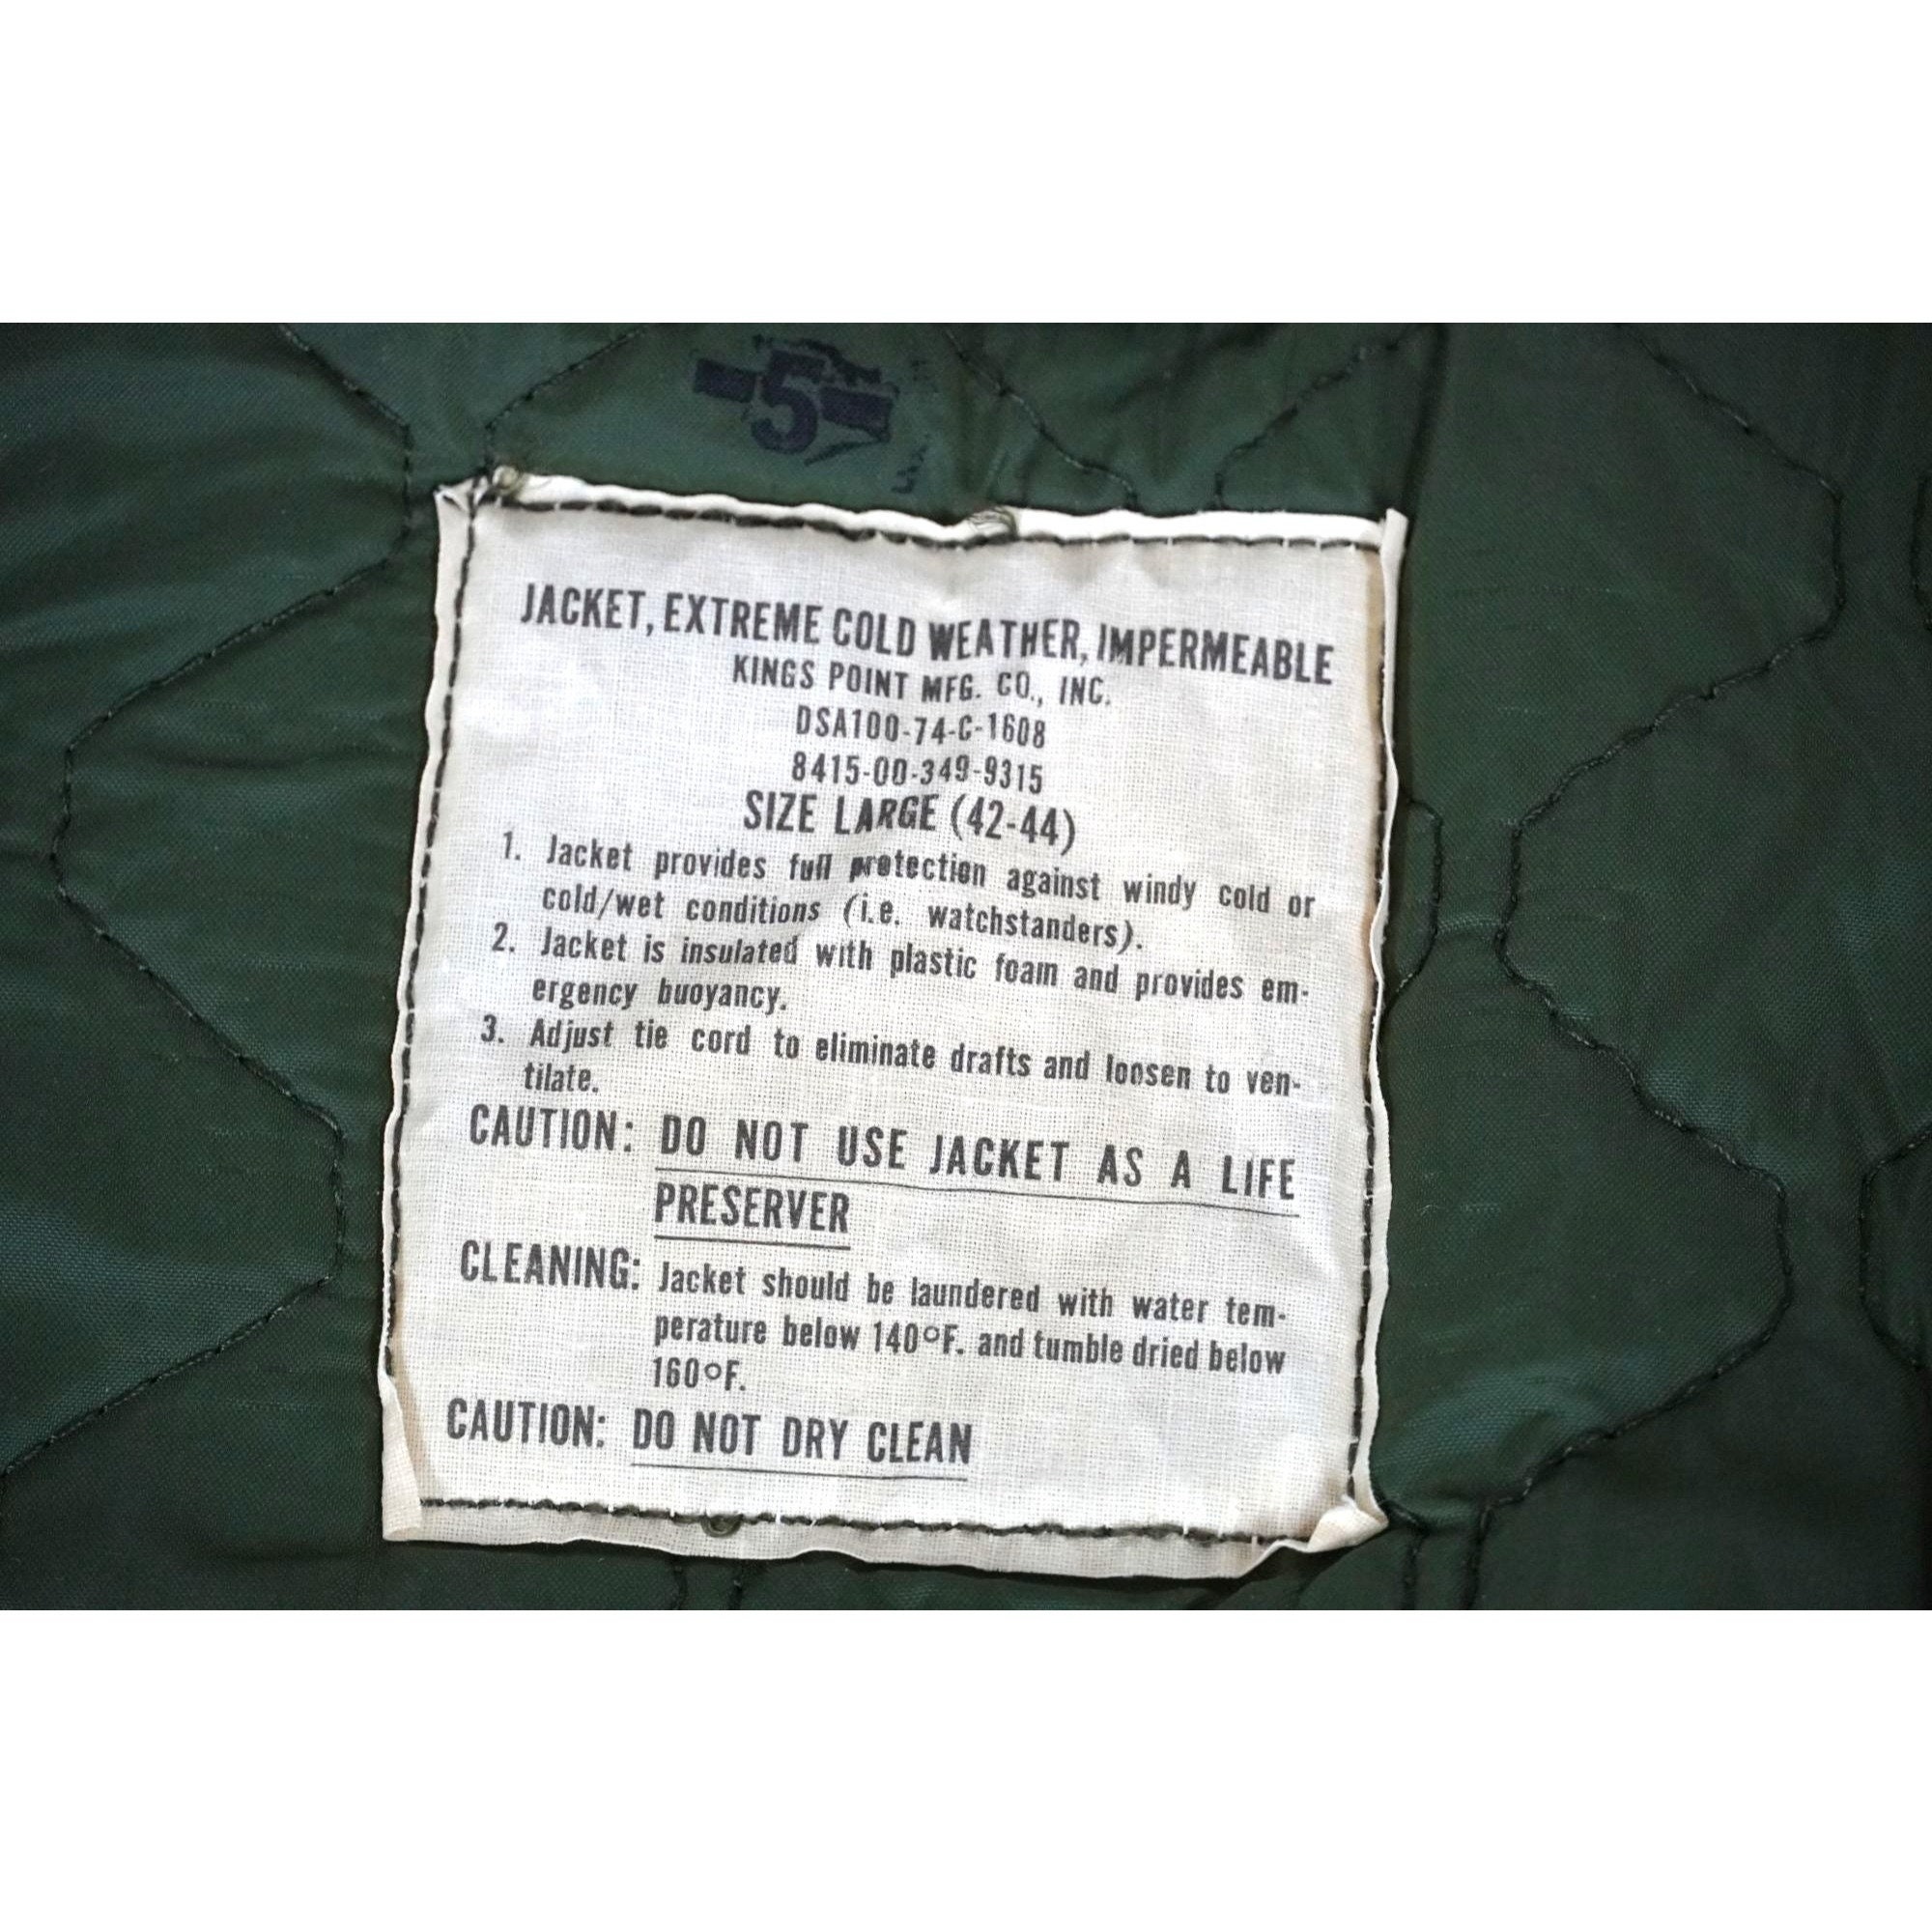 5
JACKET, EXTREME COLD WEATHER, IMPERMEABLE
KINGS POINT MFG. CO., INC.
DSA100-74-C-1608
8415-00-349-9315
SIZE LARGE (42-44)
1. Jacket provides full protection against windy cold or
cold/wet conditions (i.e. watchstanders).
2. Jacket is insulated with plastic foam and provides em-
ergency buoyancy.
3. Adjust tie cord to eliminate drafts and loosen to ven-
tilate.
CAUTION: DO NOT USE JACKET AS A LIFE
PRESERVER
CLEANING: Jacket should be laundered with water tem-
perature below 140°F. and tumble dried below
160°F.
CAUTION: DO NOT DRY CLEAN